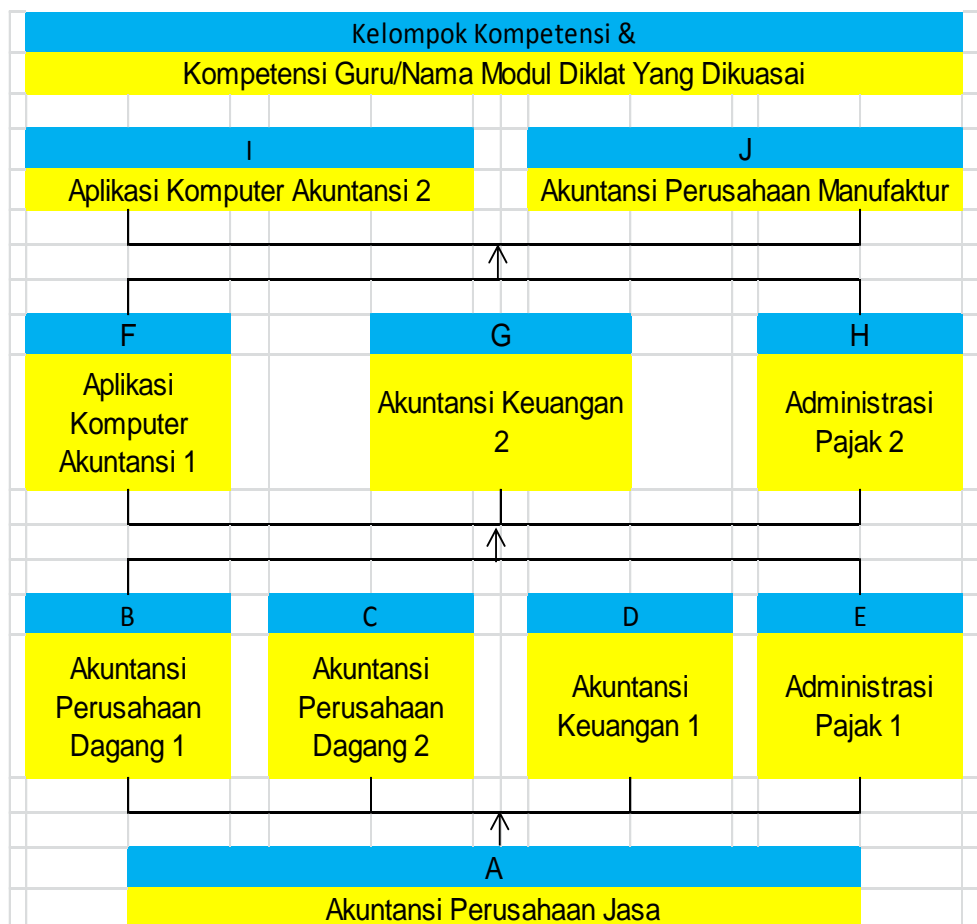 Kelompok Kompetensi &
Kompetensi Guru/Nama Modul Diklat Yang Dikuasai
I
Aplikasi Komputer Akuntansi 2
J
Akuntansi Perusahaan Manufaktur
F
Aplikasi
Komputer
Akuntansi 1
G
Akuntansi Keuangan
2
H
Administrasi
Pajak 2
B
Akuntansi
Perusahaan
Dagang 1
C
Akuntansi
Perusahaan
Dagang 2
D
Akuntansi
Keuangan 1
E
Administrasi
Pajak 1
A
Akuntansi Perusahaan Jasa